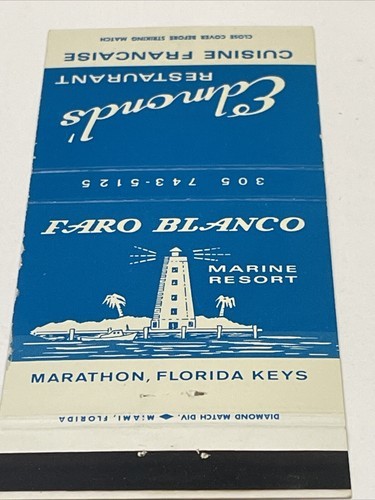 CLOSE COVER BEFORE STRIKING MATCH
CUISINE FRANCAISE
Edmond's
RESTAURANT
305 743-5125
FARO BLANCO
MARINE
RESORT
MARATHON, FLORIDA KEYS
DIAMOND MATCH DIV. MIAMI, FLORIDA